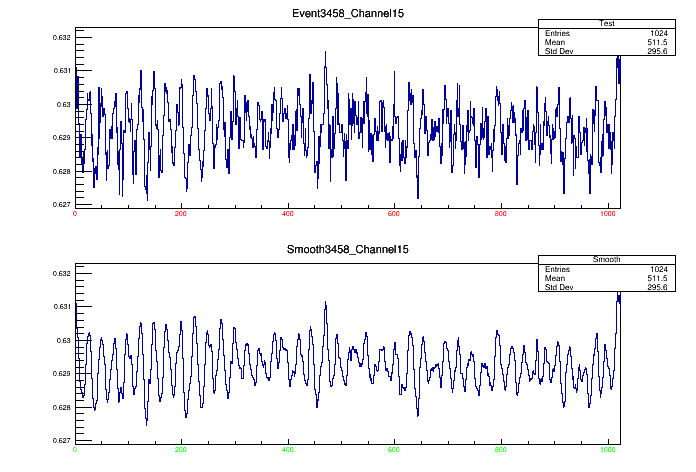 Event3458_Channel15
Test
Entries 1024
Mean 511.5
Std Dev 295.6
0.632
0.631
0.63
0.629
0.628
0.627
0 200 400 600 800 1000
Smooth3458_Channel15
Smooth
Entries 1024
Mean 511.5
Std Dev 295.6
0.632
0.631
0.63
0.629
0.628
0.627
0 200 400 600 800 1000